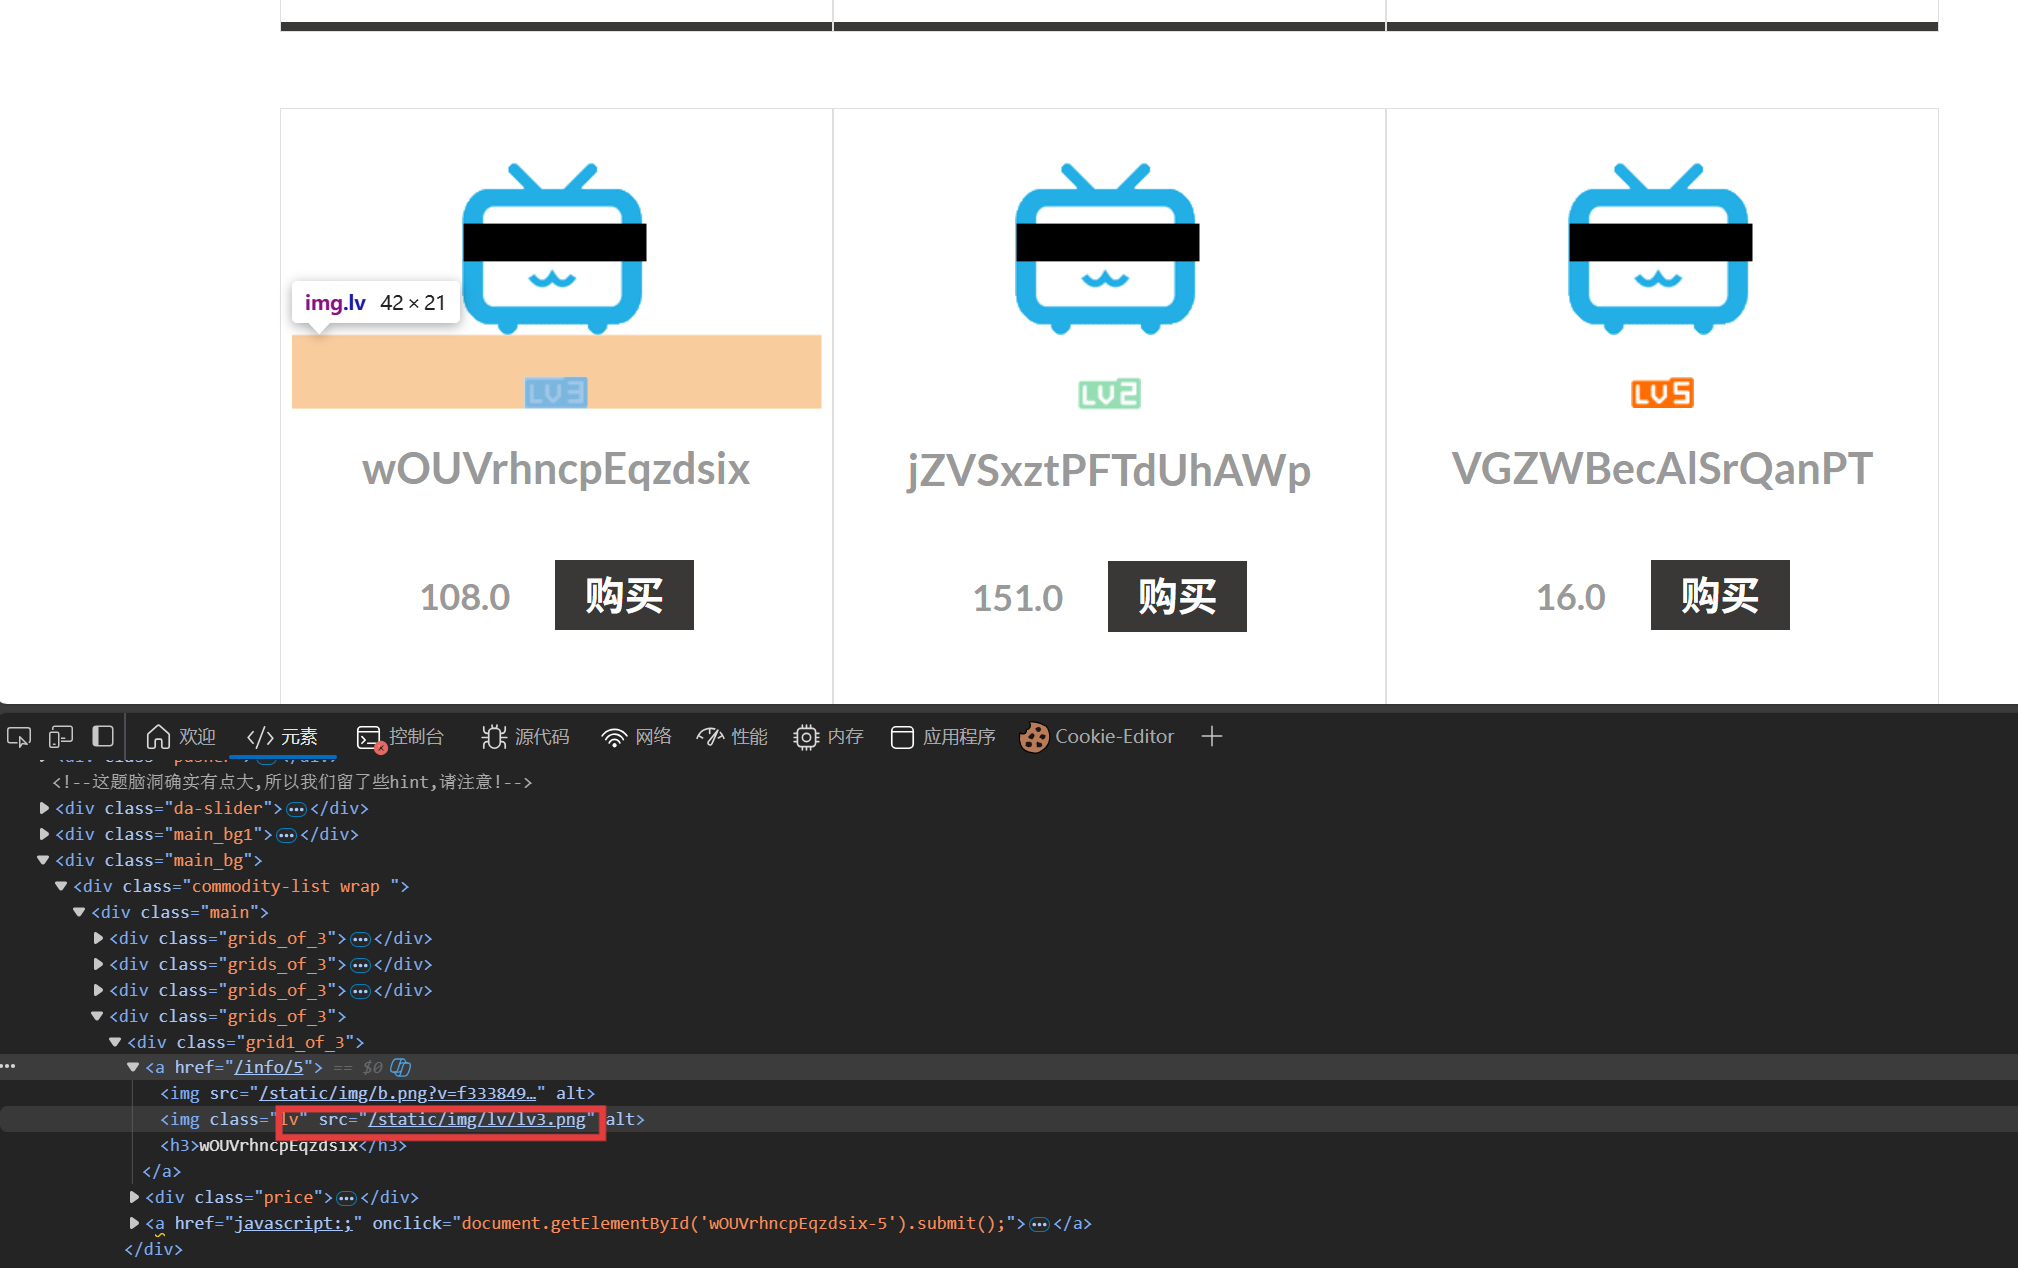 img.lv 42 × 21
LV3 LV2 LV5
wOUVrhncpEqzdsix jZVSxztPFTdUhAWp VGZWBecAlSrQanPT
108.0 购买 151.0 购买 16.0 购买
欢迎 </> 元素 控制台 源代码 网络 性能 内存 应用程序 Cookie-Editor
<!--这题脑洞确实有点大,所以我们留了些hint,请注意!-->
<div class="da-slider">…</div>
<div class="main_bg1">…</div>
<div class="main_bg">
<div class="commodity-list wrap ">
<div class="main">
<div class="grids_of_3">…</div>
<div class="grids_of_3">…</div>
<div class="grids_of_3">…</div>
<div class="grids_of_3">
<div class="grid1_of_3">
<a href="/info/5"> == $0
<img src="/static/img/b.png?v=f333849…" alt>
<img class="lv" src="/static/img/lv/lv3.png" alt>
<h3>wOUVrhncpEqzdsix</h3>
</a>
<div class="price">…</div>
<a href="javascript:;" onclick="document.getElementById('wOUVrhncpEqzdsix-5').submit();">…</a>
</div>